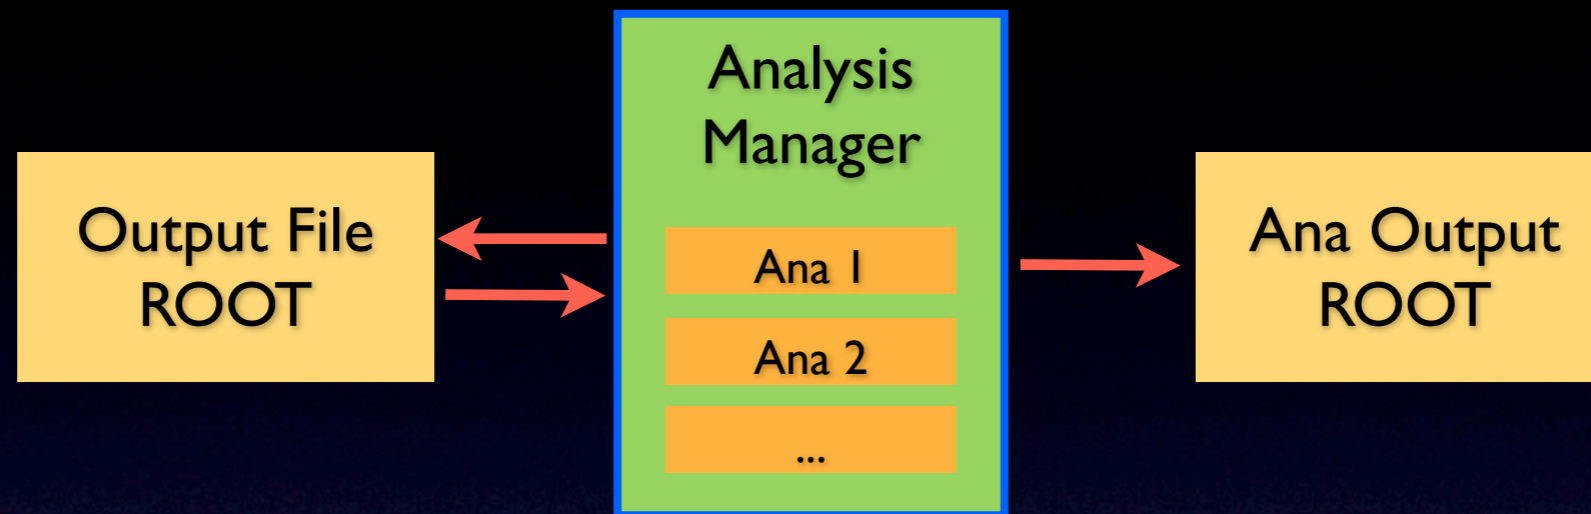 Output File
ROOT
Analysis
Manager
Ana 1
Ana 2
...
Ana Output
ROOT